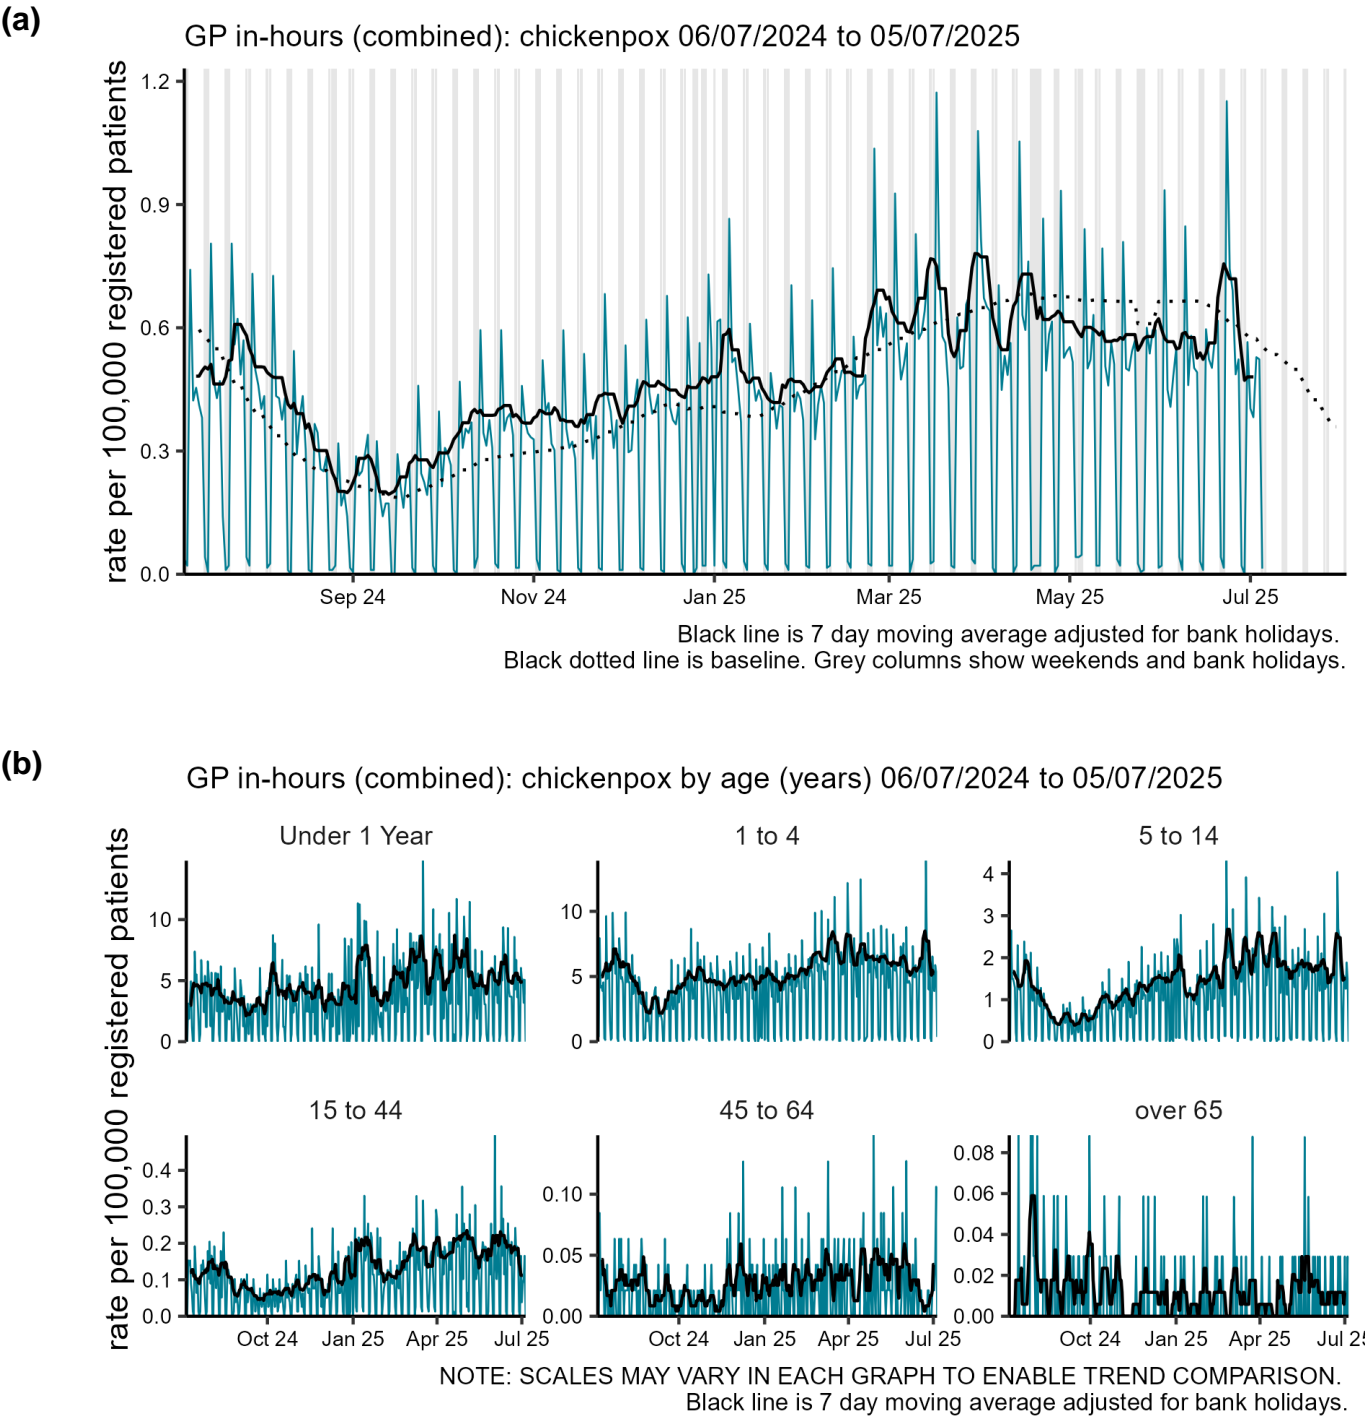 (a)
GP in-hours (combined): chickenpox 06/07/2024 to 05/07/2025
rate per 100,000 registered patients
1.2
0.9
0.6
0.3
0.0
Sep 24 Nov 24 Jan 25 Mar 25 May 25 Jul 25
Black line is 7 day moving average adjusted for bank holidays.
Black dotted line is baseline. Grey columns show weekends and bank holidays.
(b)
GP in-hours (combined): chickenpox by age (years) 06/07/2024 to 05/07/2025
rate per 100,000 registered patients
Under 1 Year
10
5
0
1 to 4
10
5
0
5 to 14
4
3
2
1
0
15 to 44
0.4
0.3
0.2
0.1
0.0
Oct 24 Jan 25 Apr 25 Jul 25
45 to 64
0.10
0.05
0.00
Oct 24 Jan 25 Apr 25 Jul 25
over 65
0.08
0.06
0.04
0.02
0.00
Oct 24 Jan 25 Apr 25 Jul 25
NOTE: SCALES MAY VARY IN EACH GRAPH TO ENABLE TREND COMPARISON.
Black line is 7 day moving average adjusted for bank holidays.